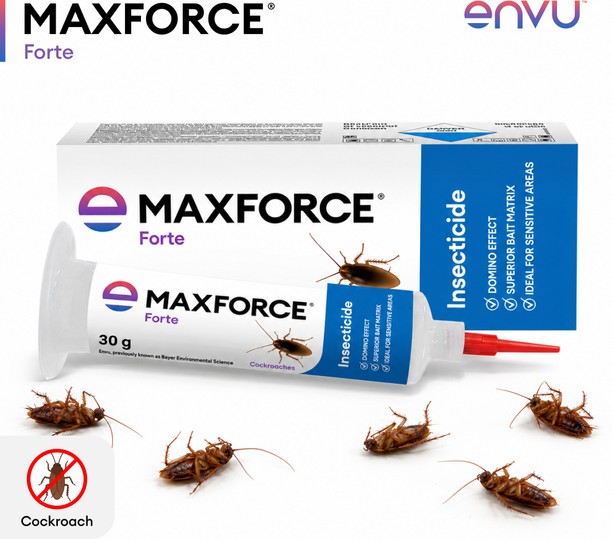 MAXFORCE®
Forte
envu™
MAXFORCE®
Forte
Insecticide
DOMINO EFFECT
SUPERIOR BAIT MATRIX
IDEAL FOR SENSITIVE AREAS
MAXFORCE®
Forte
30 g
Envu, previously known as Bayer Environmental Science
Cockroaches
Insecticide
DOMINO EFFECT
SUPERIOR BAIT MATRIX
IDEAL FOR SENSITIVE AREAS
Cockroach